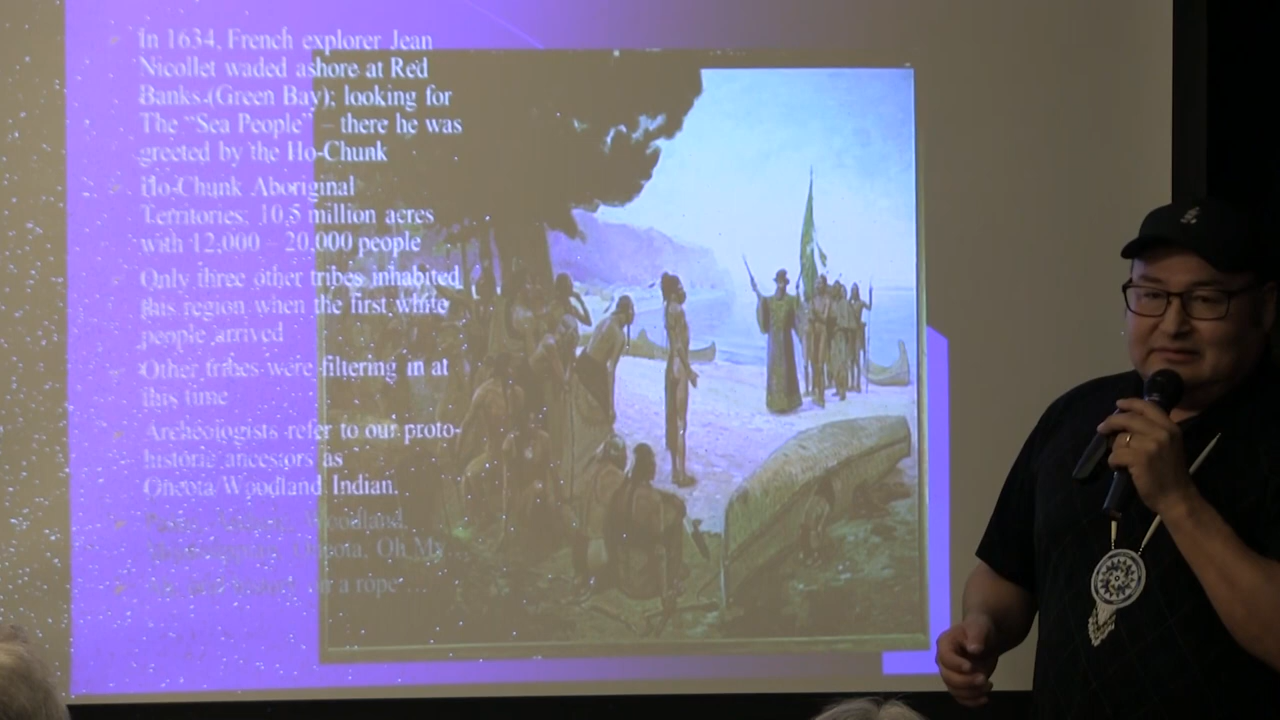 In 1634, French explorer Jean
Nicollet waded ashore at Red
Banks (Green Bay); looking for
The “Sea People” – there he was
greeted by the Ho-Chunk
Ho-Chunk Aboriginal
Territories: 10.5 million acres
with 12,000 – 20,000 people
Only three other tribes inhabited
this region when the first white
people arrived
Other tribes were filtering in at
this time
Archeologists refer to our proto-
historic ancestors as
Oneota/Woodland Indian.
Woodland,
Oneota. Oh My
a rope